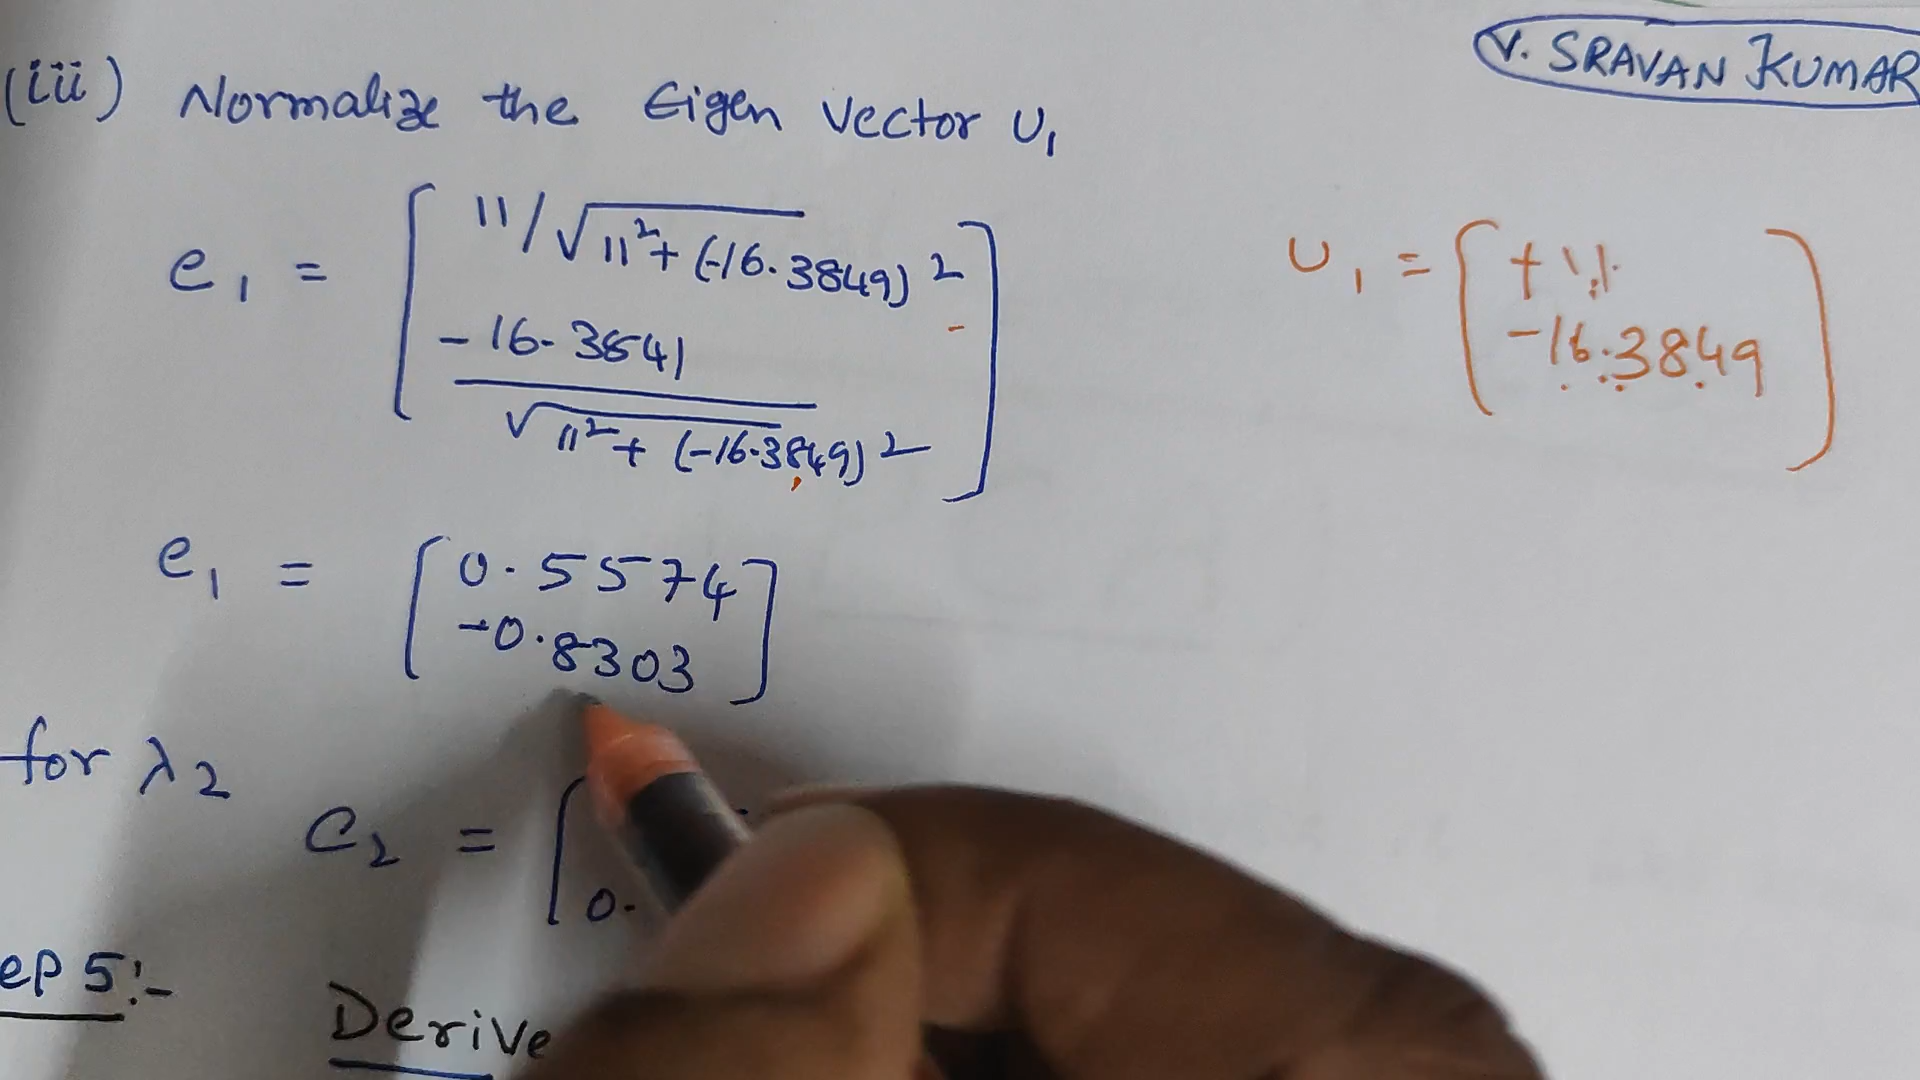 V. SRAVAN KUMAR
(iii) Normalize the Eigen Vector U₁
e₁ = [ 11/√11²+(-16.3849)²
-16.3841
√11²+(-16.3849)² ]
U₁ = [ +11
-16.3849 ]
e₁ = [ 0.5574
-0.8303 ]
for λ2
e₂ = [
0.
ep 5:-
Derive